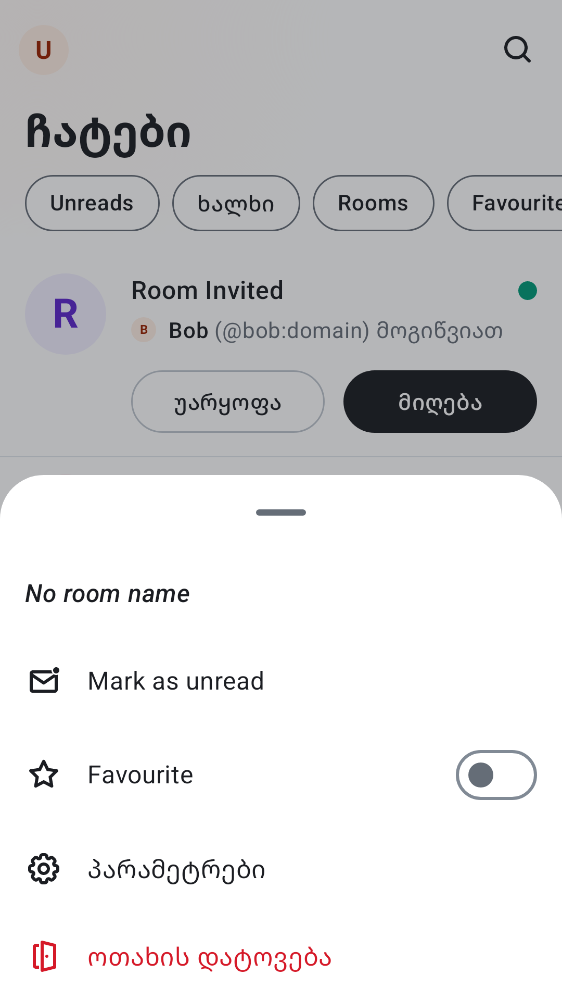 U
ჩატები
Unreads
ხალხი
Rooms
Favourite
R
Room Invited
B
Bob (@bob:domain) მოგიწვიათ
უარყოფა
მიღება
No room name
Mark as unread
Favourite
პარამეტრები
ოთახის დატოვება